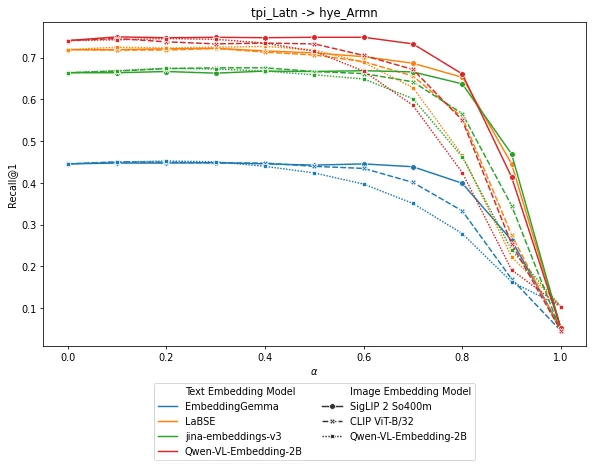 tpi_Latn -> hye_Armn
Recall@1
0.7
0.6
0.5
0.4
0.3
0.2
0.1
0.0
0.2
0.4
0.6
0.8
1.0
α
Text Embedding Model
EmbeddingGemma
LaBSE
jina-embeddings-v3
Qwen-VL-Embedding-2B
Image Embedding Model
SigLIP 2 So400m
CLIP ViT-B/32
Qwen-VL-Embedding-2B